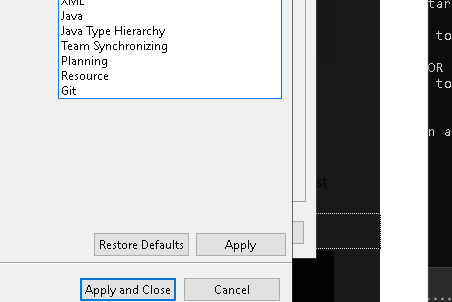 XML
Java
Java Type Hierarchy
Team Synchronizing
Planning
Resource
Git
Restore Defaults
Apply
Apply and Close
Cancel
st
tar
to
OR
to
n a